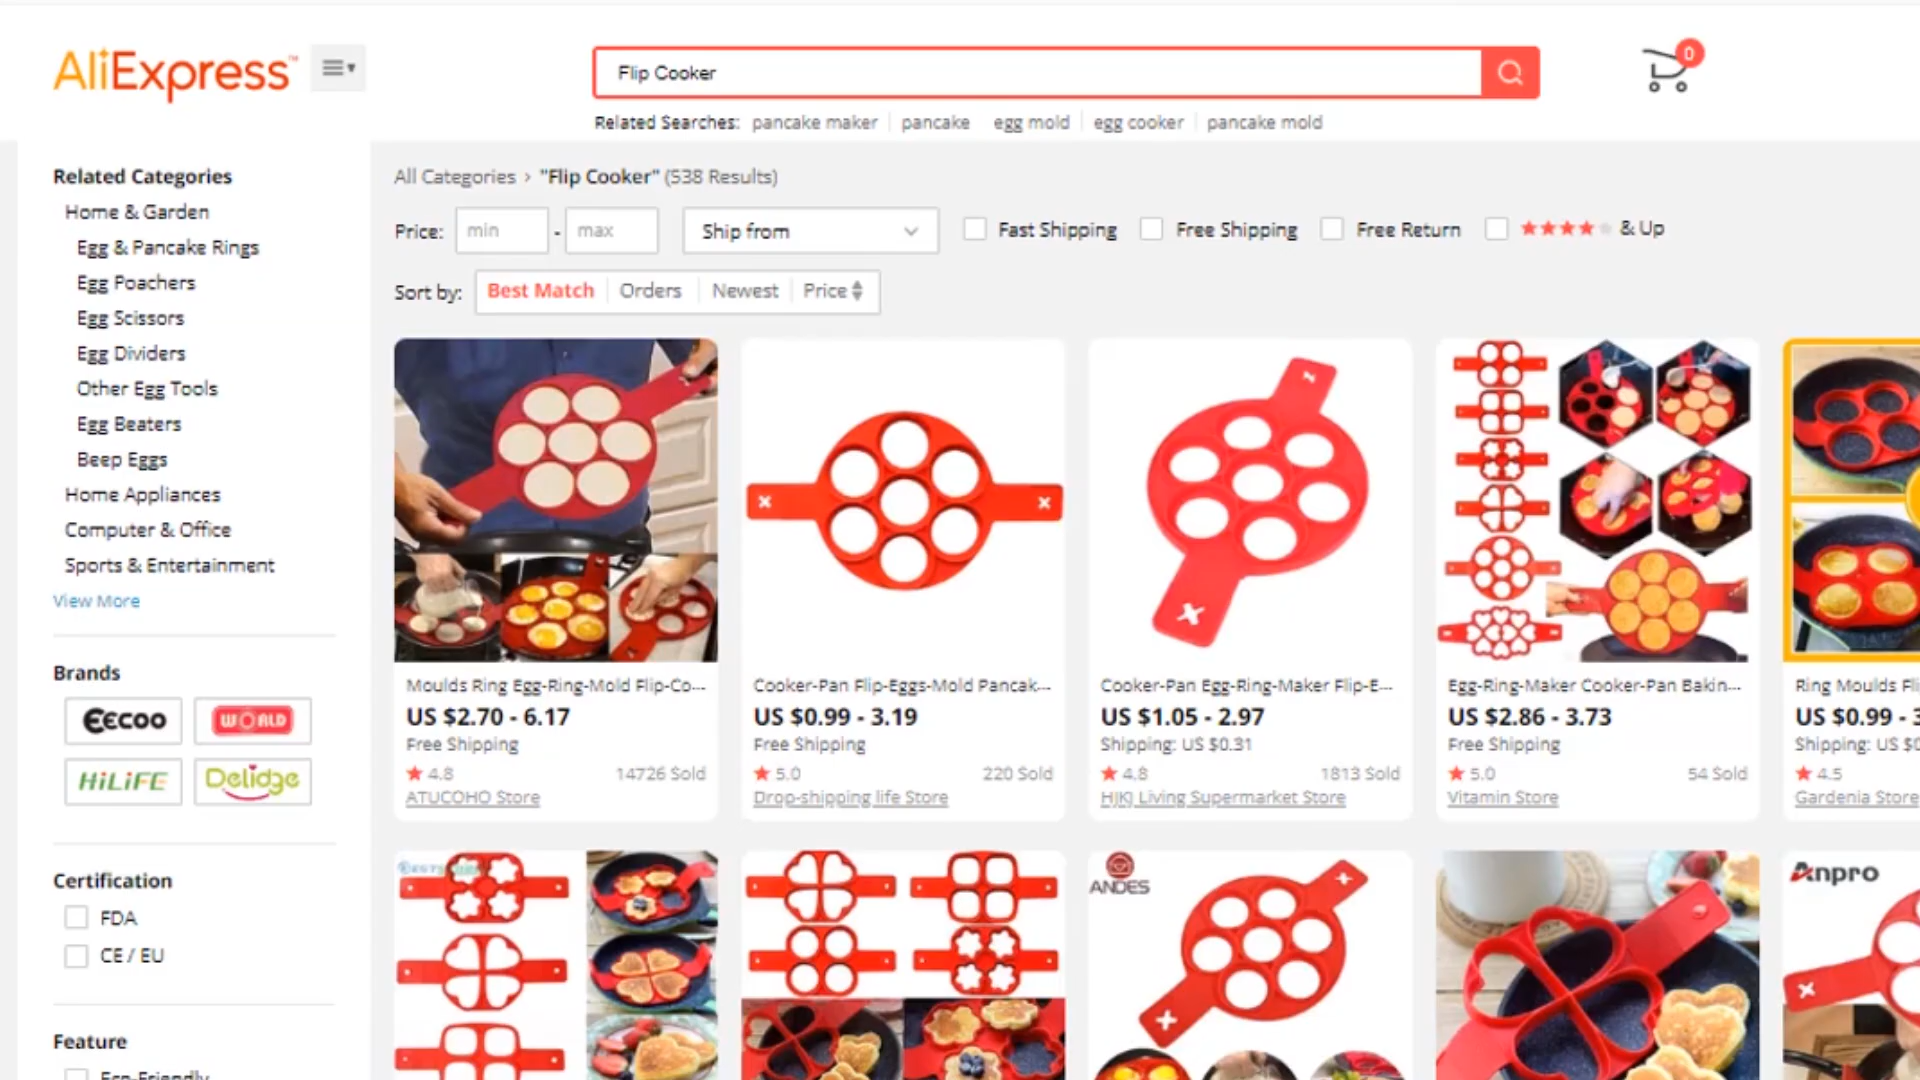 AliExpress™
Flip Cooker
0
Related Searches: pancake maker pancake egg mold egg cooker pancake mold
Related Categories
Home & Garden
Egg & Pancake Rings
Egg Poachers
Egg Scissors
Egg Dividers
Other Egg Tools
Egg Beaters
Beep Eggs
Home Appliances
Computer & Office
Sports & Entertainment
View More
Brands
EECOO WORLD
HiLiFE Delidge
Certification
FDA
CE / EU
Feature
Eco-Friendly
All Categories > "Flip Cooker" (538 Results)
Price: min - max Ship from Fast Shipping Free Shipping Free Return & Up
Sort by: Best Match Orders Newest Price
Moulds Ring Egg-Ring-Mold Flip-Co...
US $2.70 - 6.17
Free Shipping
4.8 14726 Sold
ATUCOHO Store
Cooker-Pan Flip-Eggs-Mold Pancak...
US $0.99 - 3.19
Free Shipping
5.0 220 Sold
Drop-shipping life Store
Cooker-Pan Egg-Ring-Maker Flip-E...
US $1.05 - 2.97
Shipping: US $0.31
4.8 1813 Sold
HJKJ Living Supermarket Store
Egg-Ring-Maker Cooker-Pan Bakin...
US $2.86 - 3.73
Free Shipping
5.0 54 Sold
Vitamin Store
Ring Moulds Fli
US $0.99 - 3
Shipping: US $0
4.5
Gardenia Store
ANDES
Anpro